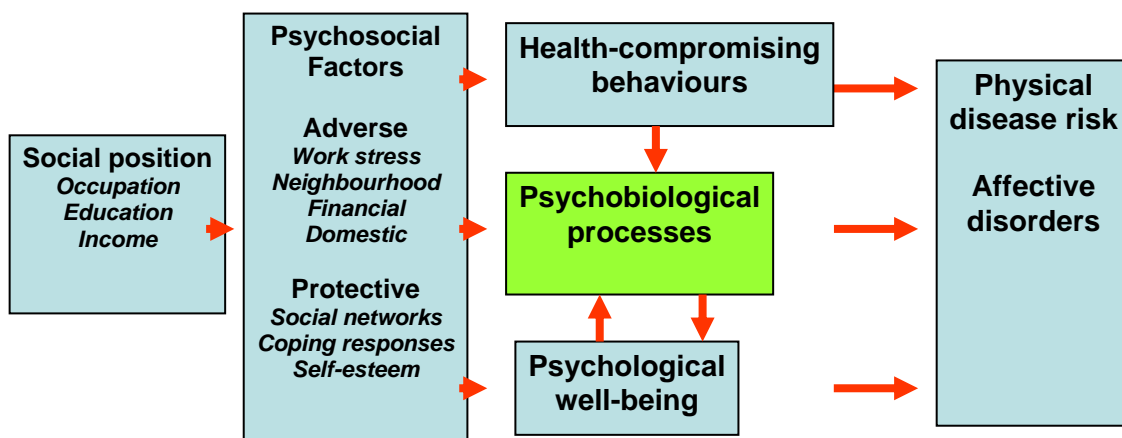 Social position
Occupation
Education
Income
Psychosocial
Factors
Adverse
Work stress
Neighbourhood
Financial
Domestic
Protective
Social networks
Coping responses
Self-esteem
Health-compromising
behaviours
Psychobiological
processes
Psychological
well-being
Physical
disease risk
Affective
disorders